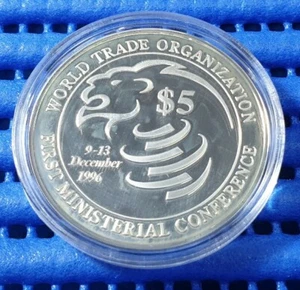 WORLD TRADE ORGANIZATION
$5
9-13
December
1996
FIRST MINISTERIAL CONFERENCE